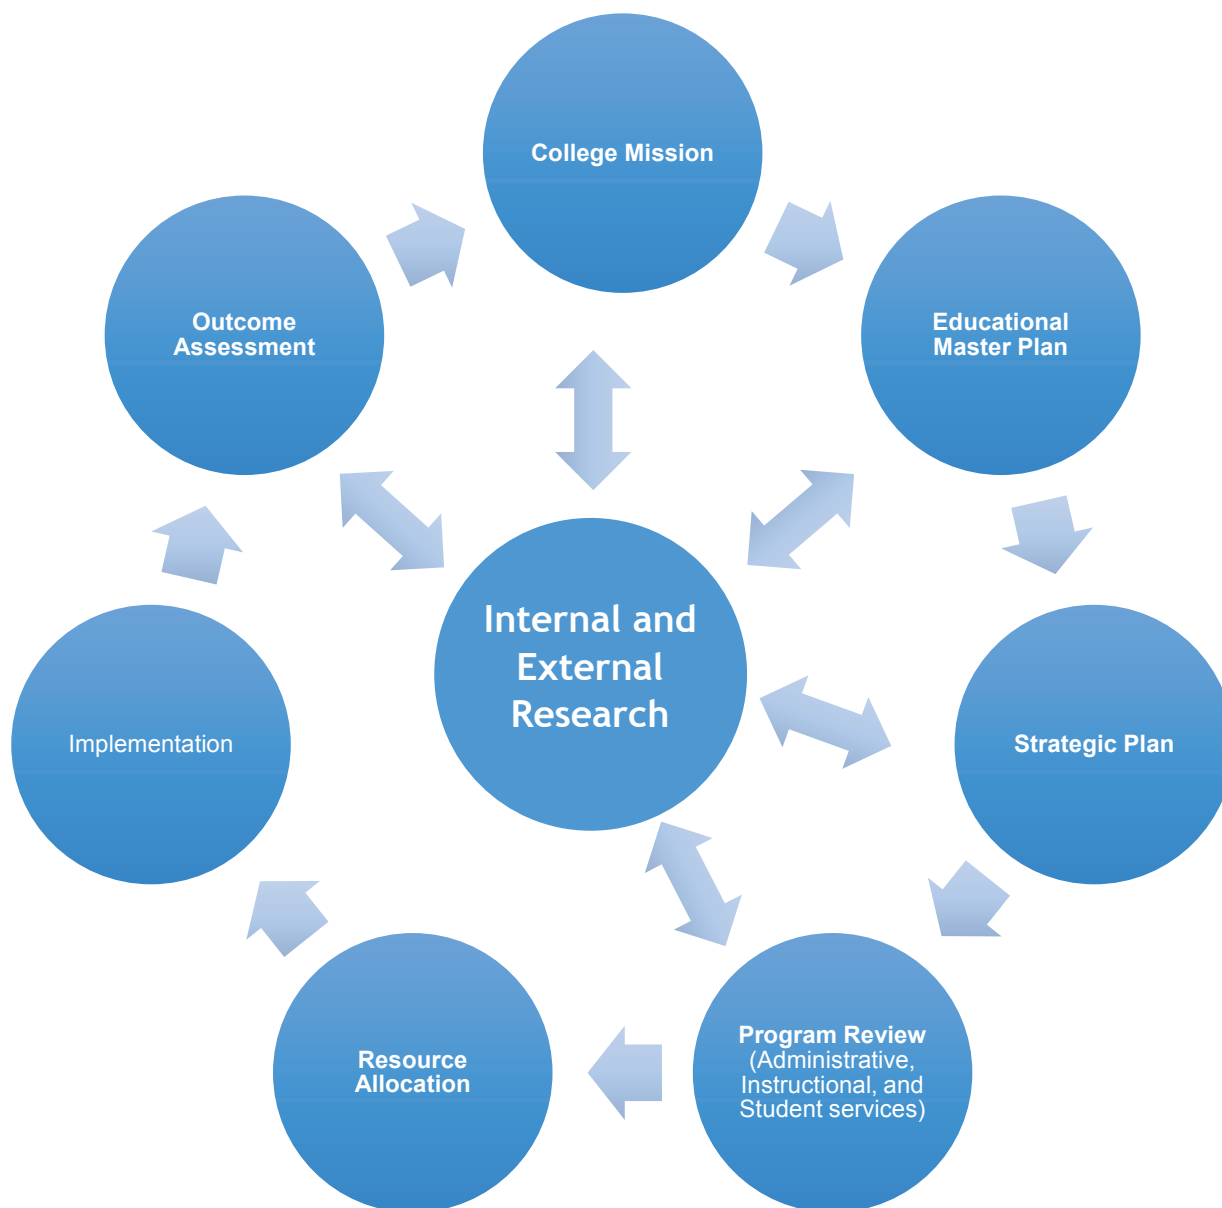 College Mission
Outcome
Assessment
Educational
Master Plan
Internal and
External
Research
Implementation
Strategic Plan
Resource
Allocation
Program Review
(Administrative,
Instructional, and
Student services)